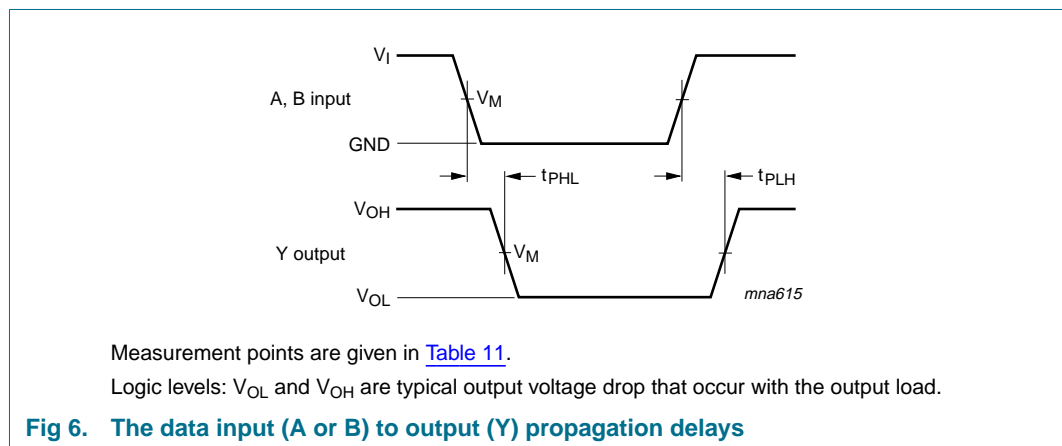 VI
A, B input
VM
GND
tPHL
tPLH
VOH
Y output
VM
VOL
mna615
Measurement points are given in Table 11.
Logic levels: VOL and VOH are typical output voltage drop that occur with the output load.
Fig 6. The data input (A or B) to output (Y) propagation delays